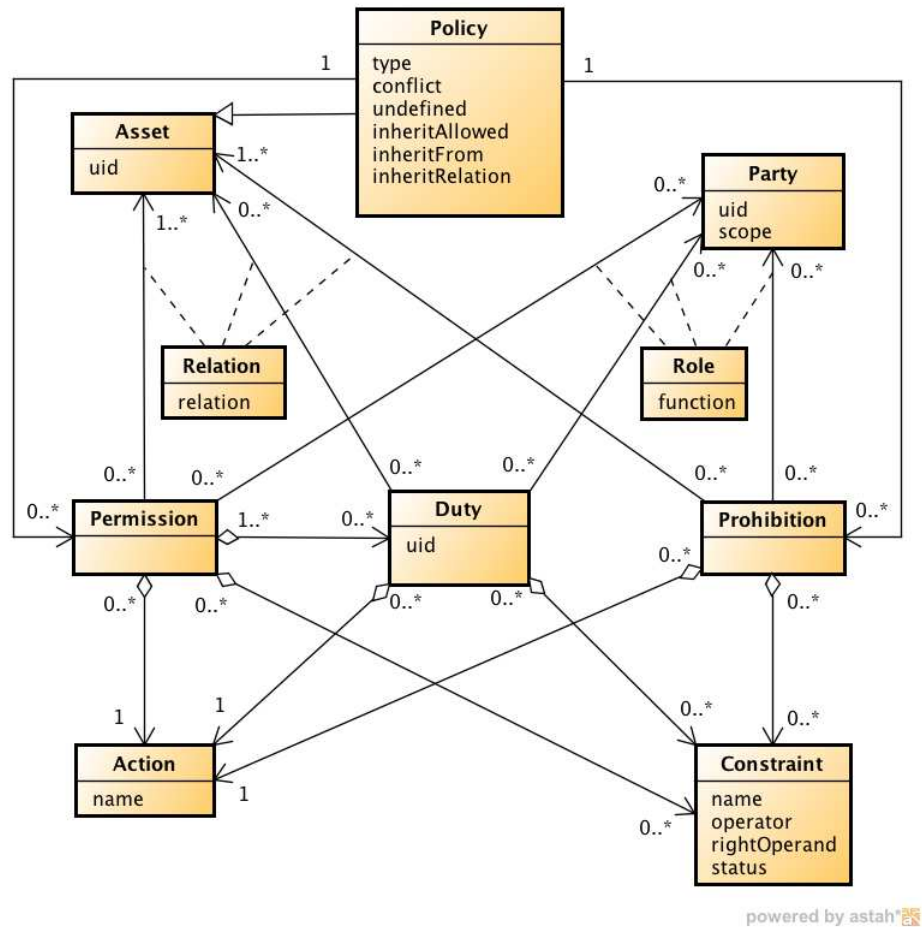 Policy
type
conflict
undefined
inheritAllowed
inheritFrom
inheritRelation
1
1
Asset
uid
1..*
0..*
1..*
Party
uid
scope
0..*
0..*
0..*
Relation
relation
Role
function
0..*
0..*
0..*
0..*
0..*
0..*
0..*
Permission
1..*
0..*
Duty
uid
Prohibition
0..*
0..*
0..*
0..*
0..*
0..*
0..*
1
1
1
0..*
0..*
0..*
Action
name
Constraint
name
operator
rightOperand
status
powered by astah*